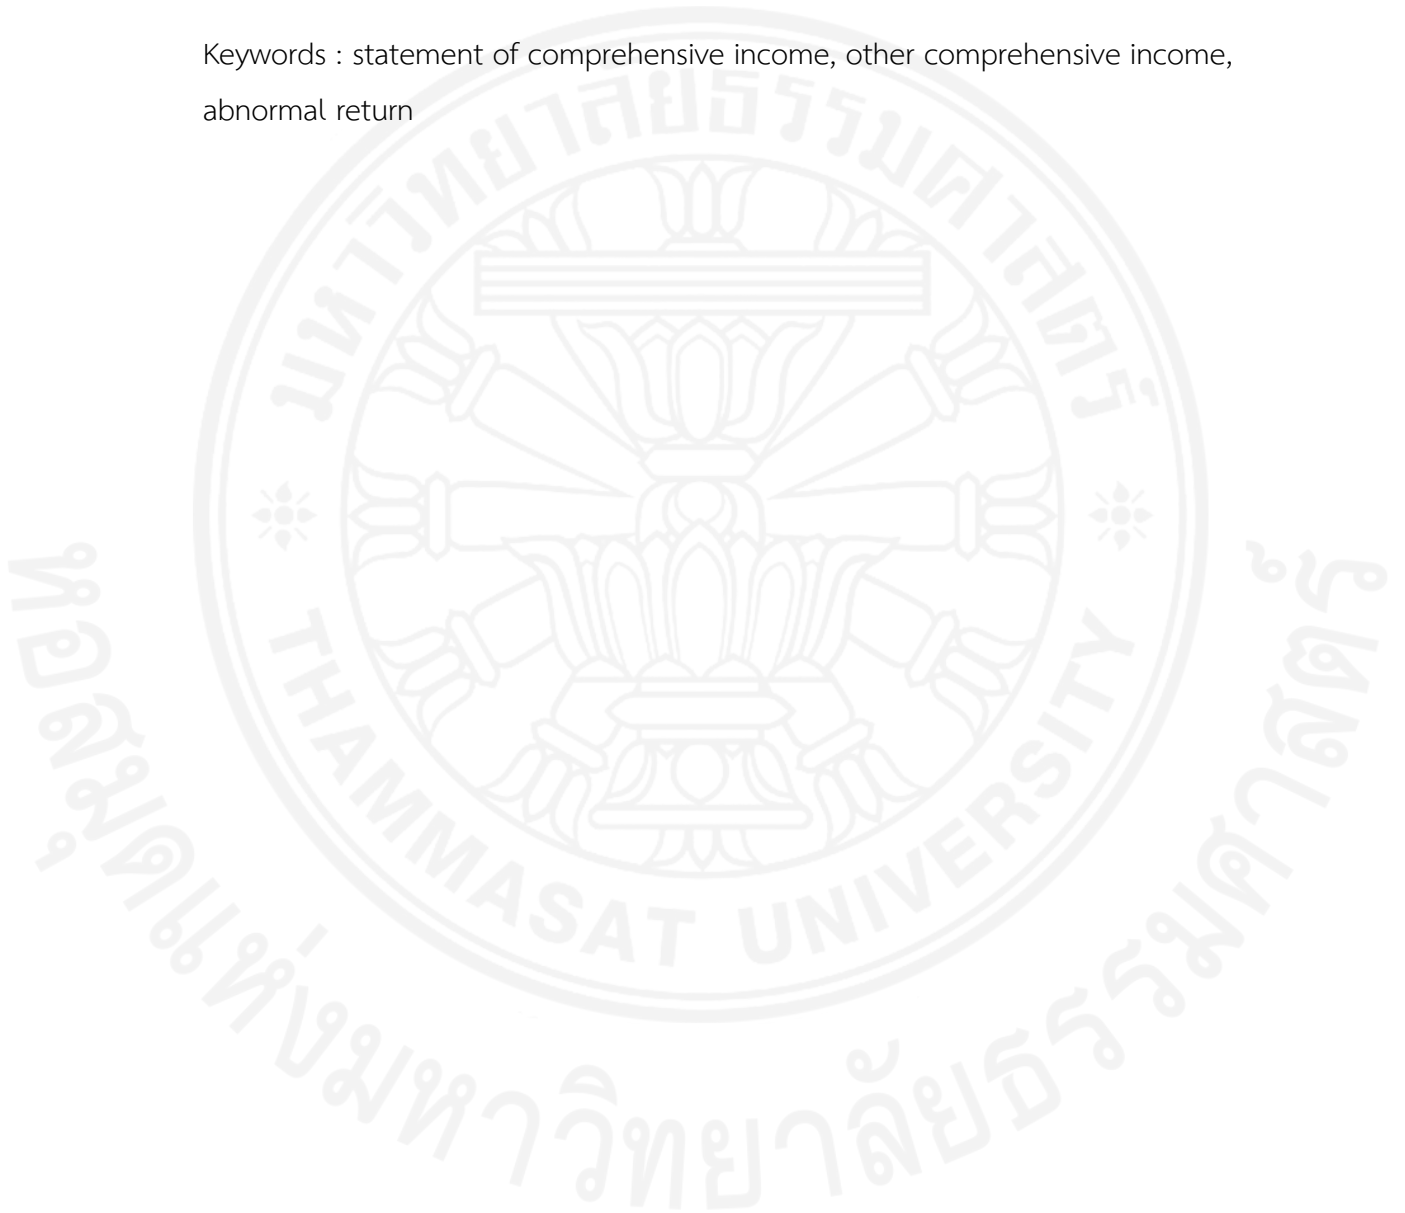 Keywords : statement of comprehensive income, other comprehensive income,
abnormal return
มหาวิทยาลัยธรรมศาสตร์
THAMMASAT UNIVERSITY
หอสมุดแห่งมหาวิทยาลัยธรรมศาสตร์